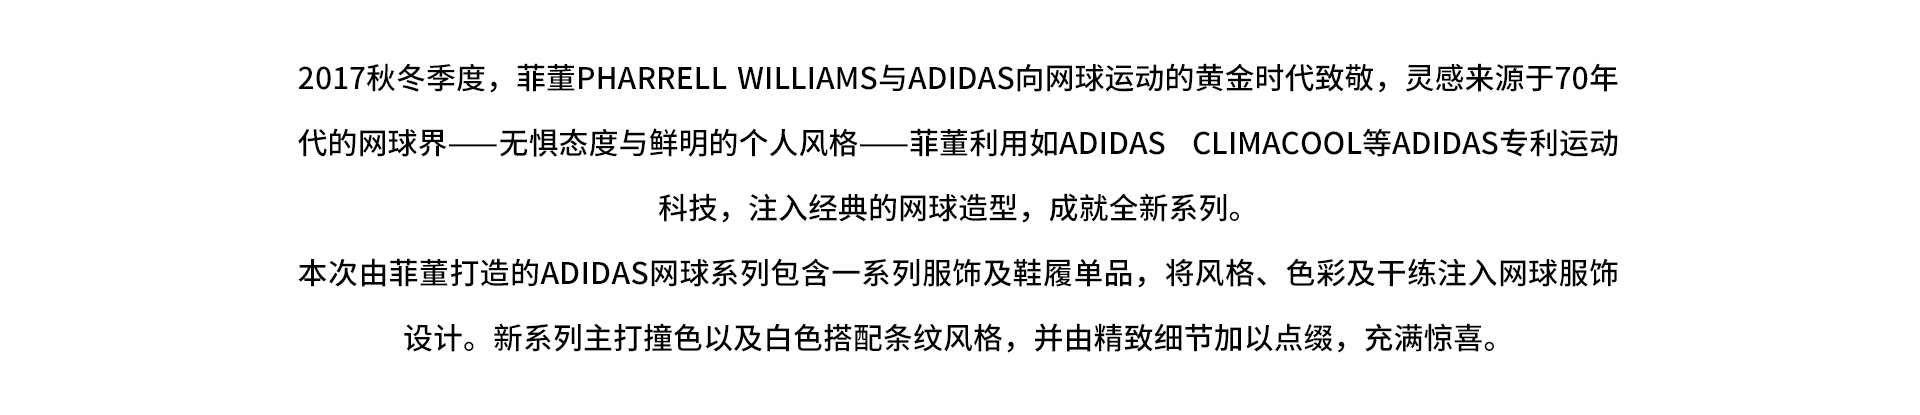 2017秋冬季度，菲董PHARRELL WILLIAMS与ADIDAS向网球运动的黄金时代致敬，灵感来源于70年
代的网球界——无惧态度与鲜明的个人风格——菲董利用如ADIDAS CLIMACOOL等ADIDAS专利运动
科技，注入经典的网球造型，成就全新系列。
本次由菲董打造的ADIDAS网球系列包含一系列服饰及鞋履单品，将风格、色彩及干练注入网球服饰
设计。新系列主打撞色以及白色搭配条纹风格，并由精致细节加以点缀，充满惊喜。